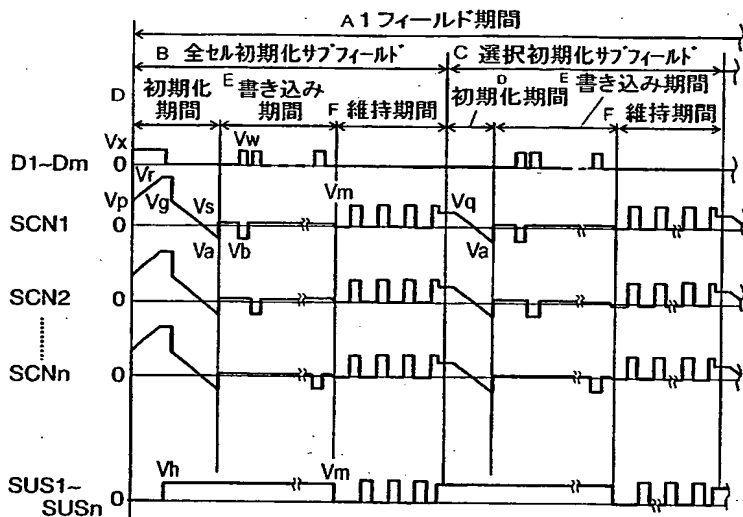 A 1 フィールド期間
B 全セル初期化サブフィールド C 選択初期化サブフィールド
D 初期化期間 E 書き込み期間 F 維持期間 D 初期化期間 E 書き込み期間 F 維持期間
Vx Vw
D1~Dm 0
Vr Vm
Vp Vg Vs Vq
SCN1 0
Va Vb Va
SCN2 0
SCNn 0
Vh Vm
SUS1~SUSn 0